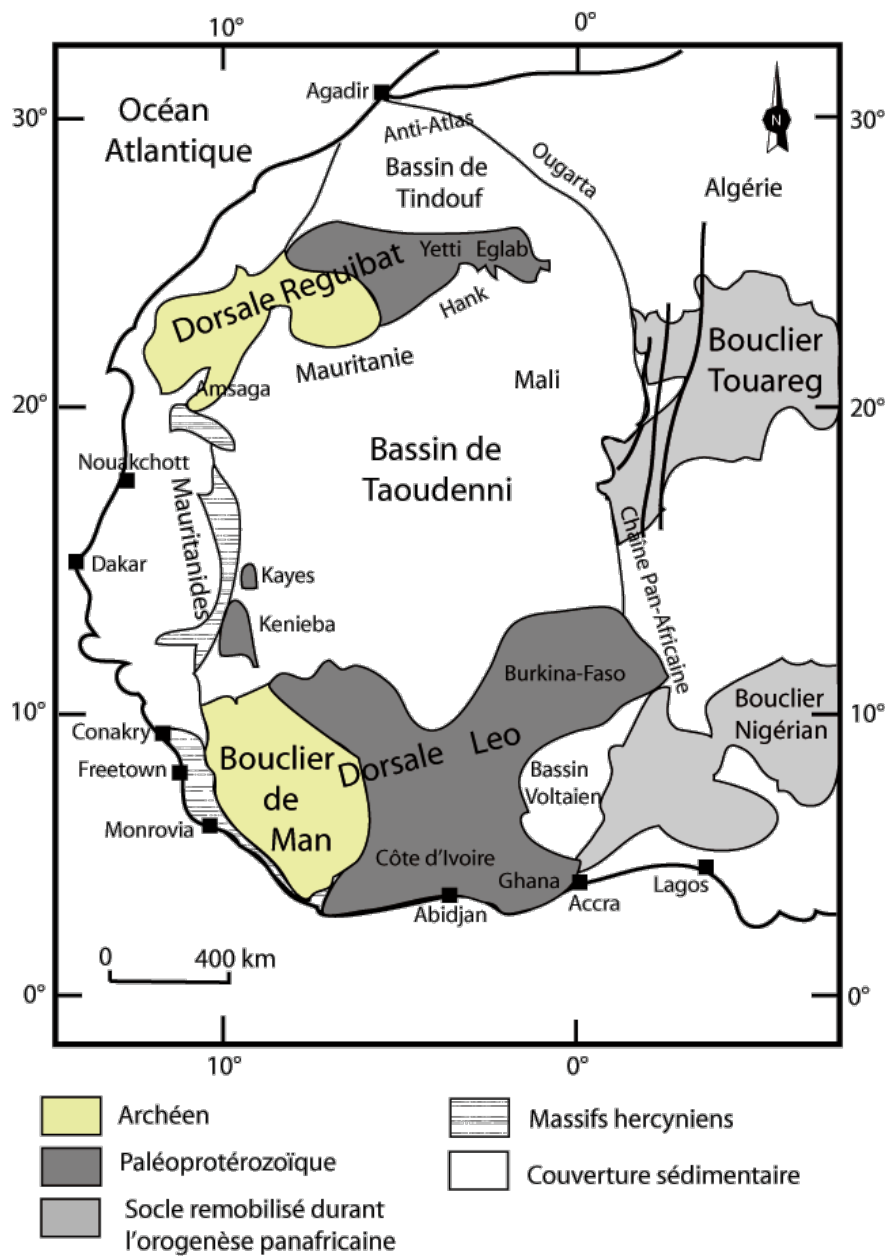 10°
0°
30°
30°
Agadir
Océan
Atlantique
Anti-Atlas
Bassin de
Tindouf
Ougarta
N
Algérie
Yetti
Eglab
Dorsale Reguibat
Hank
Mauritanie
Mali
Bouclier
Touareg
20°
20°
Amsaga
Nouakchott
Bassin de
Taoudenni
Mauritanides
Dakar
Kayes
Kenieba
Chaîne Pan-Africaine
Burkina-Faso
Bouclier
Nigérian
10°
10°
Conakry
Freetown
Monrovia
Bouclier
de
Man
Dorsale Leo
Bassin
Voltaien
Côte d'Ivoire
Ghana
Abidjan
Accra
Lagos
0
400 km
0°
0°
10°
0°
Archéen
Paléoprotérozoïque
Socle remobilisé durant
l'orogenèse panafricaine
Massifs hercyniens
Couverture sédimentaire